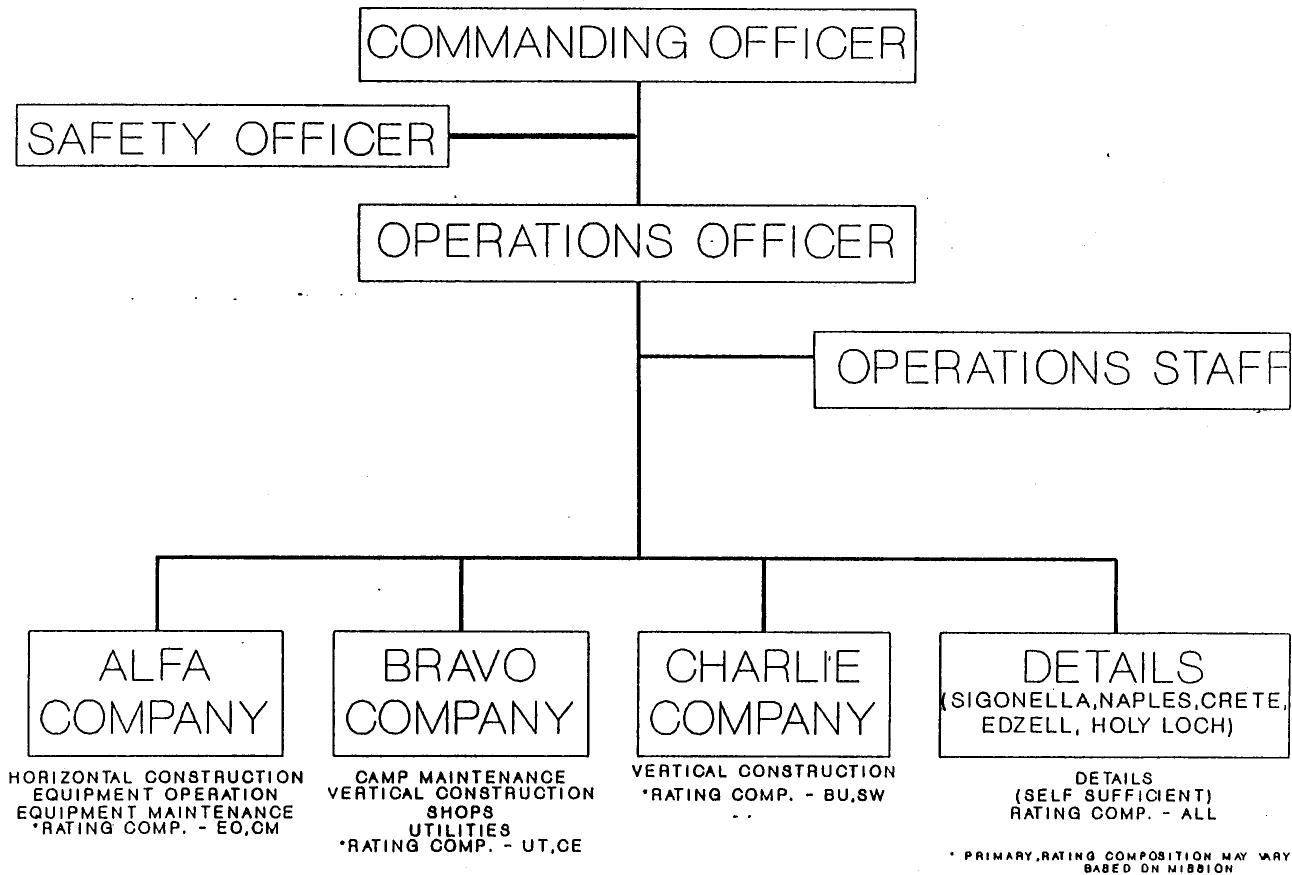 COMMANDING OFFICER
SAFETY OFFICER
OPERATIONS OFFICER
OPERATIONS STAFF
ALFA
COMPANY
HORIZONTAL CONSTRUCTION
EQUIPMENT OPERATION
EQUIPMENT MAINTENANCE
*RATING COMP. - EO,CM
BRAVO
COMPANY
CAMP MAINTENANCE
VERTICAL CONSTRUCTION
SHOPS
UTILITIES
*RATING COMP. - UT,CE
CHARLIE
COMPANY
VERTICAL CONSTRUCTION
*RATING COMP. - BU,SW
DETAILS
(SIGONELLA,NAPLES,CRETE,
EDZELL, HOLY LOCH)
DETAILS
(SELF SUFFICIENT)
RATING COMP. - ALL
* PRIMARY,RATING COMPOSITION MAY VARY
BASED ON MISSION